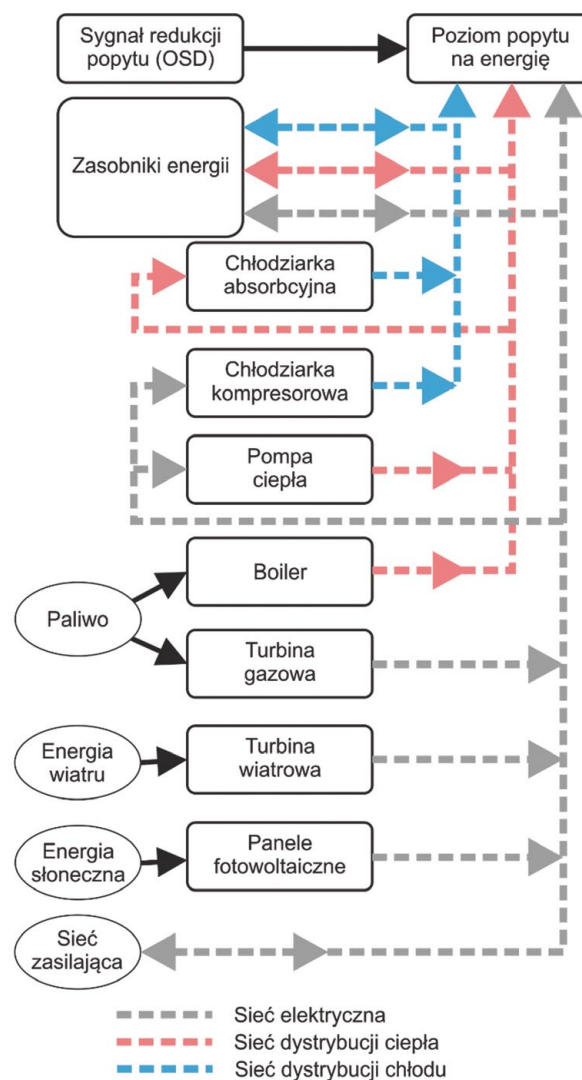 Sygnał redukcji
popytu (OSD)
Poziom popytu
na energię
Zasobniki energii
Chłodziarka
absorbcyjna
Chłodziarka
kompresorowa
Pompa
ciepła
Boiler
Paliwo
Turbina
gazowa
Energia
wiatru
Turbina
wiatrowa
Energia
słoneczna
Panele
fotowoltaiczne
Sieć
zasilająca
Sieć elektryczna
Sieć dystrybucji ciepła
Sieć dystrybucji chłodu